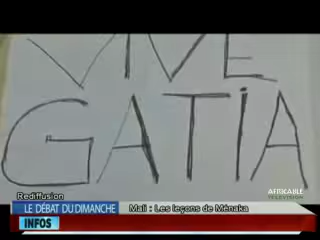 VIVE
GATIA
AFRICABLE
TELEVISION
Rediffusion
LE DÉBAT DU DIMANCHE
Mali : Les leçons de Ménaka
INFOS